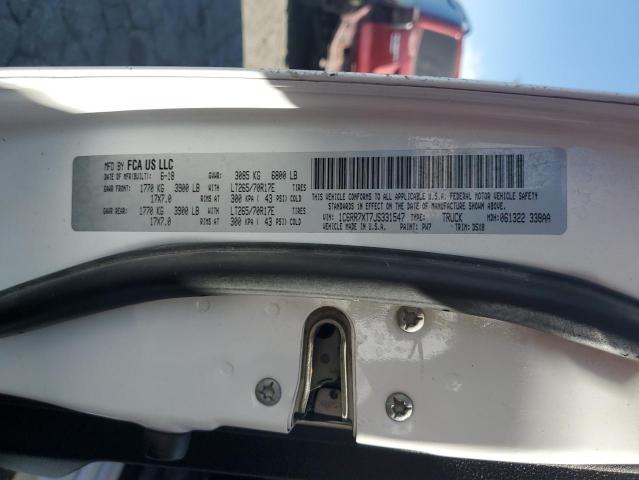 MFD BY FCA US LLC
DATE OF MFR(BUILT): 6-18 GVWR: 3085 KG 6800 LB
GAWR FRONT: 1770 KG 3900 LB WITH LT265/70R17E TIRES
17X7.0 RIMS AT 300 KPA ( 43 PSI) COLD
GAWR REAR: 1770 KG 3900 LB WITH LT265/70R17E TIRES
17X7.0 RIMS AT 300 KPA ( 43 PSI) COLD
THIS VEHICLE CONFORMS TO ALL APPLICABLE U.S.A. FEDERAL MOTOR VEHICLE SAFETY
STANDARDS IN EFFECT ON THE DATE OF MANUFACTURE SHOWN ABOVE.
VIN: 1C6RR7XT7JS331547 TYPE: TRUCK MDH: 061322 338AA
VEHICLE MADE IN U.S.A. PAINT: PW7 TRIM: DSX8